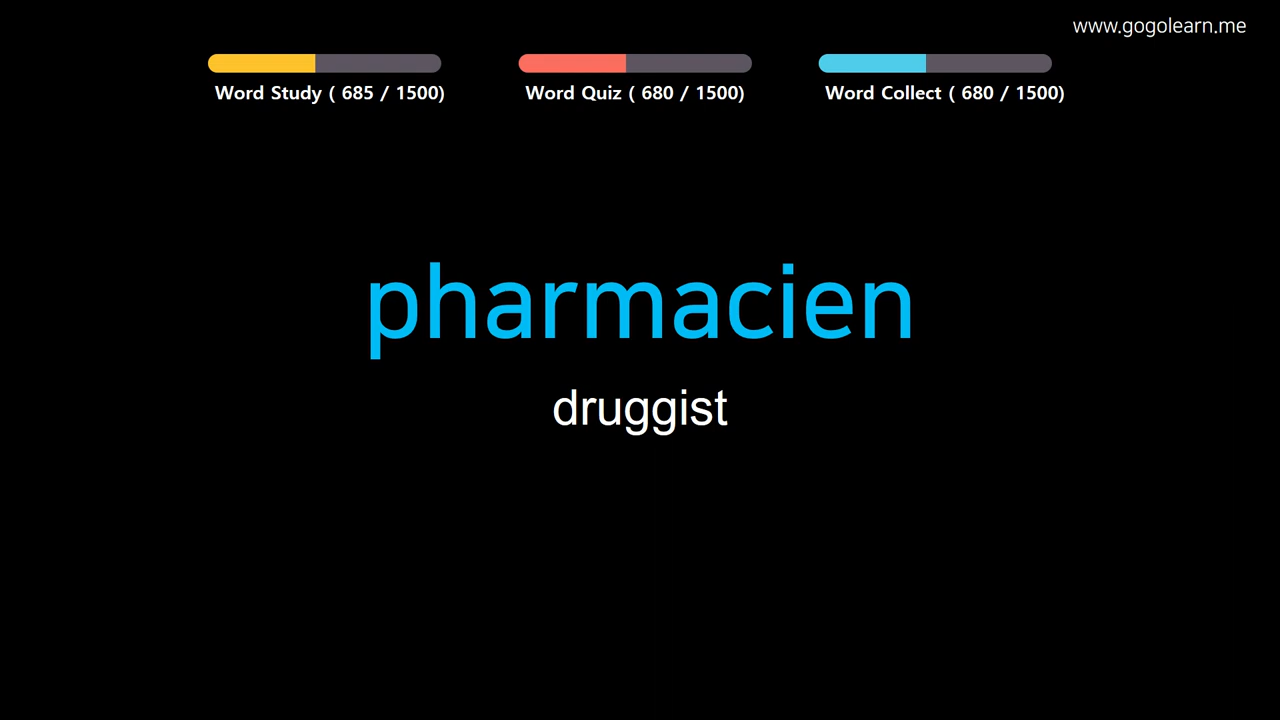 www.gogolearn.me
Word Study ( 685 / 1500)
Word Quiz ( 680 / 1500)
Word Collect ( 680 / 1500)
pharmacien
druggist